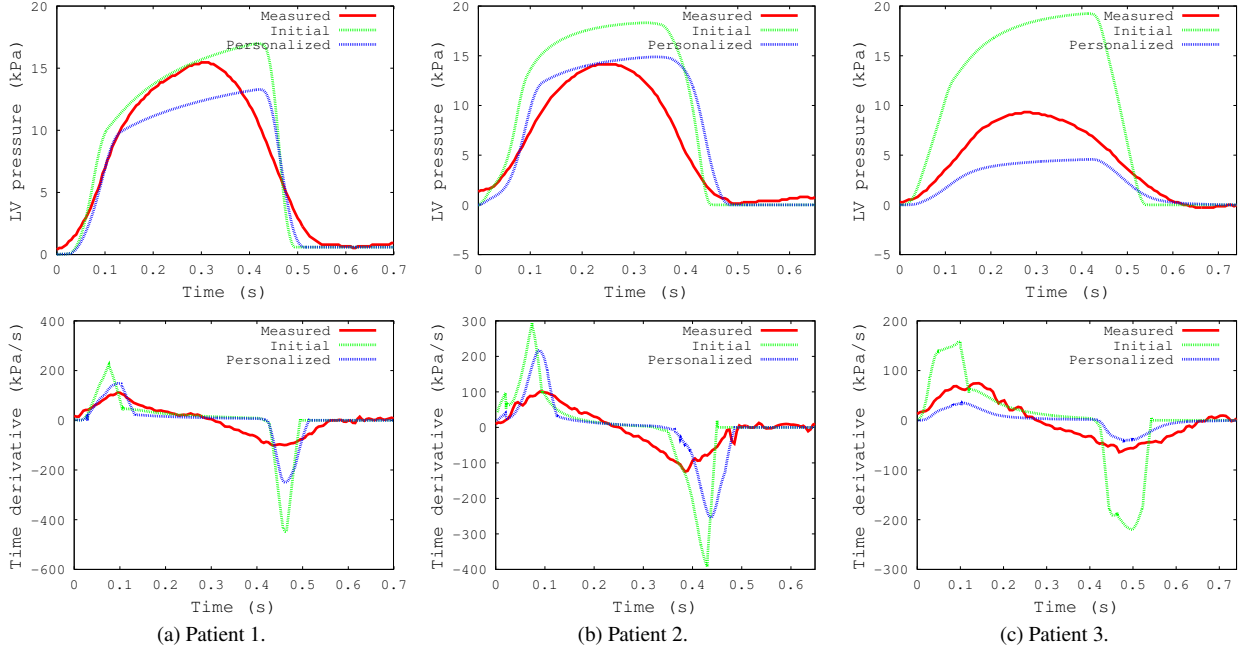 LV pressure (kPa)
20
15
10
5
0
Measured
Initial
Personalized
0 0.1 0.2 0.3 0.4 0.5 0.6 0.7
Time (s)
LV pressure (kPa)
20
15
10
5
0
-5
Measured
Initial
Personalized
0 0.1 0.2 0.3 0.4 0.5 0.6
Time (s)
LV pressure (kPa)
20
15
10
5
0
-5
Measured
Initial
Personalized
0 0.1 0.2 0.3 0.4 0.5 0.6 0.7
Time (s)
Time derivative (kPa/s)
400
200
0
-200
-400
-600
Measured
Initial
Personalized
0 0.1 0.2 0.3 0.4 0.5 0.6 0.7
Time (s)
Time derivative (kPa/s)
300
200
100
0
-100
-200
-300
-400
Measured
Initial
Personalized
0 0.1 0.2 0.3 0.4 0.5 0.6
Time (s)
Time derivative (kPa/s)
200
100
0
-100
-200
-300
Measured
Initial
Personalized
0 0.1 0.2 0.3 0.4 0.5 0.6 0.7
Time (s)
(a) Patient 1.
(b) Patient 2.
(c) Patient 3.